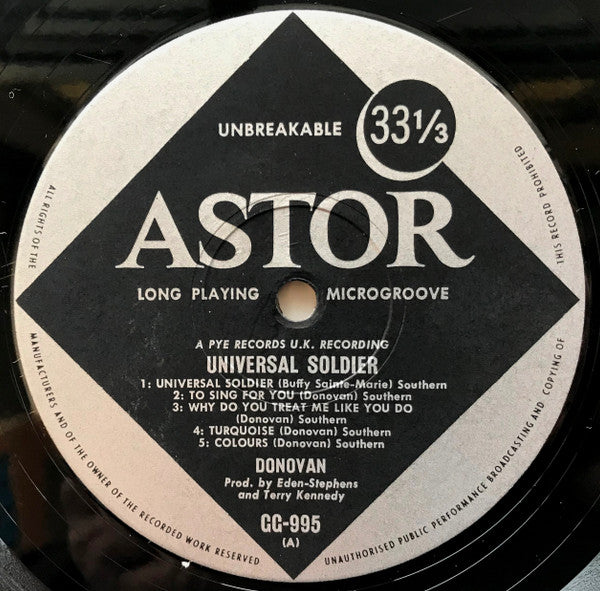 UNBREAKABLE
33⅓
ASTOR
LONG PLAYING MICROGROOVE
A PYE RECORDS U.K. RECORDING
UNIVERSAL SOLDIER
1: UNIVERSAL SOLDIER (Buffy Sainte-Marie) Southern
2: TO SING FOR YOU (Donovan) Southern
3: WHY DO YOU TREAT ME LIKE YOU DO
(Donovan) Southern
4: TURQUOISE (Donovan) Southern
5: COLOURS (Donovan) Southern
DONOVAN
Prod. by Eden-Stephens
and Terry Kennedy
GG-995
(A)
ALL RIGHTS OF THE MANUFACTURERS AND OF THE OWNER OF THE RECORDED WORK RESERVED
UNAUTHORISED PUBLIC PERFORMANCE BROADCASTING AND COPYING OF THIS RECORD PROHIBITED